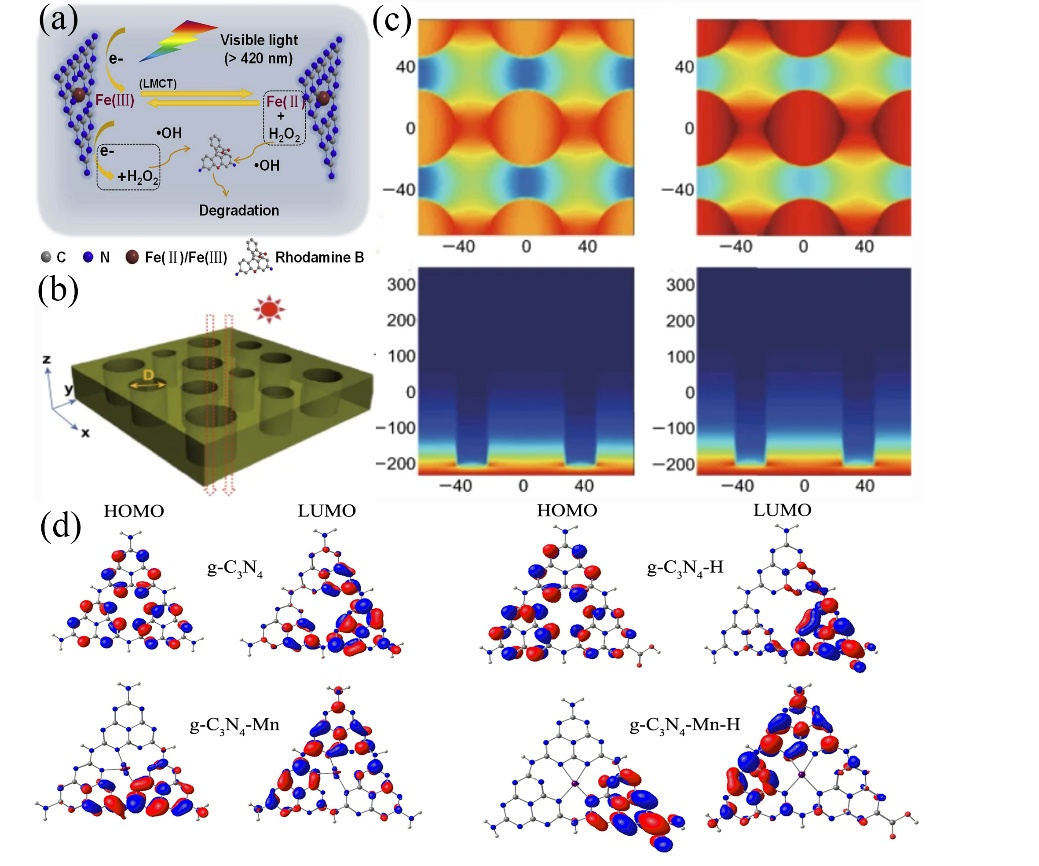 (a)
e-
Visible light
(> 420 nm)
Fe(III)
(LMCT)
Fe(Ⅱ)
+
H₂O₂
•OH
e-
+H₂O₂
•OH
Degradation
C N Fe(Ⅱ)/Fe(III) Rhodamine B
(b)
D
z
y
x
(c)
40
0
−40
−40 0 40
40
0
−40
−40 0 40
300
200
100
0
−100
−200
−40 0 40
300
200
100
0
−100
−200
−40 0 40
(d)
HOMO LUMO HOMO LUMO
g-C₃N₄ g-C₃N₄-H
g-C₃N₄-Mn g-C₃N₄-Mn-H